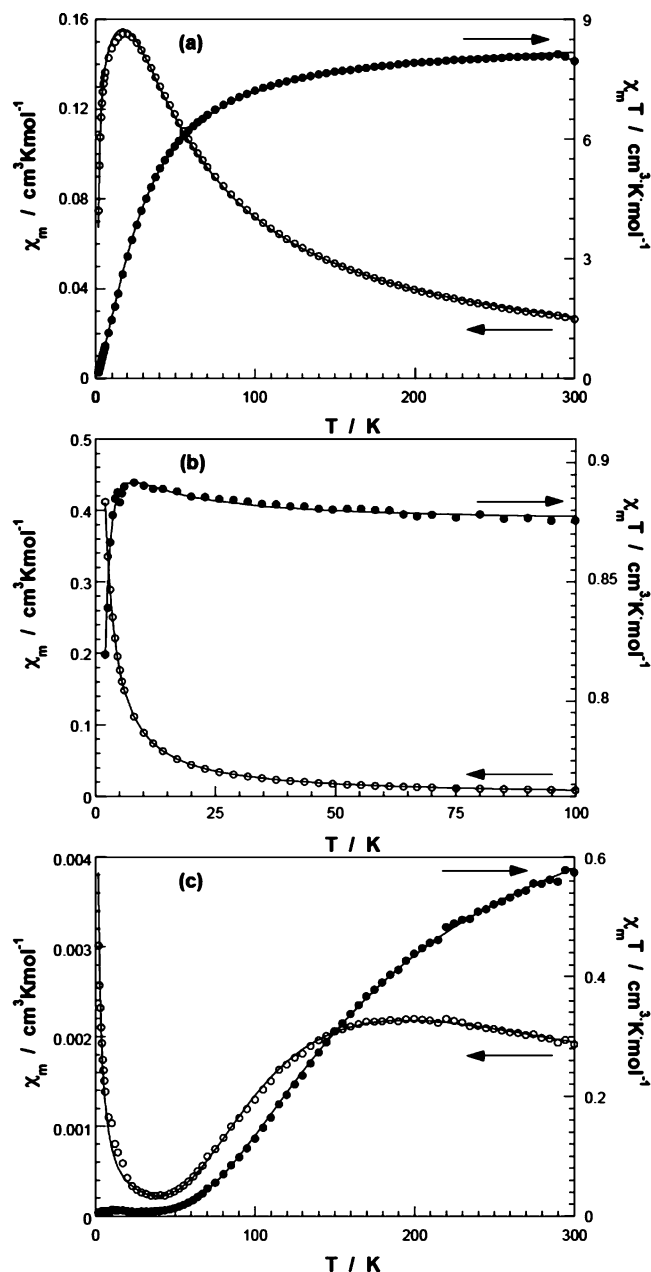 (a)
0.16
0.12
0.08
0.04
0
χm / cm³Kmol⁻¹
9
6
3
0
χmT / cm³·K·mol⁻¹
0 100 200 300
T / K
(b)
0.5
0.4
0.3
0.2
0.1
0
χm / cm³Kmol⁻¹
0.9
0.85
0.8
χmT / cm³·K·mol⁻¹
0 25 50 75 100
T / K
(c)
0.004
0.003
0.002
0.001
0
χm / cm³Kmol⁻¹
0.6
0.4
0.2
0
χmT / cm³·K·mol⁻¹
0 100 200 300
T / K